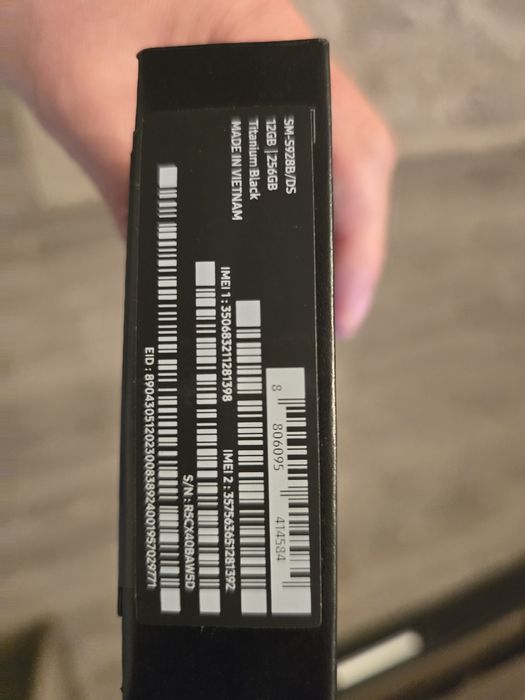 SM-S928B/DS
12GB | 256GB
Titanium Black
MADE IN VIETNAM
8 806095 414584
IMEI 1 : 350683211281398
IMEI 2 : 357563651281392
S/N : R5CX40BAW5D
EID : 89043051202300838924001957029771